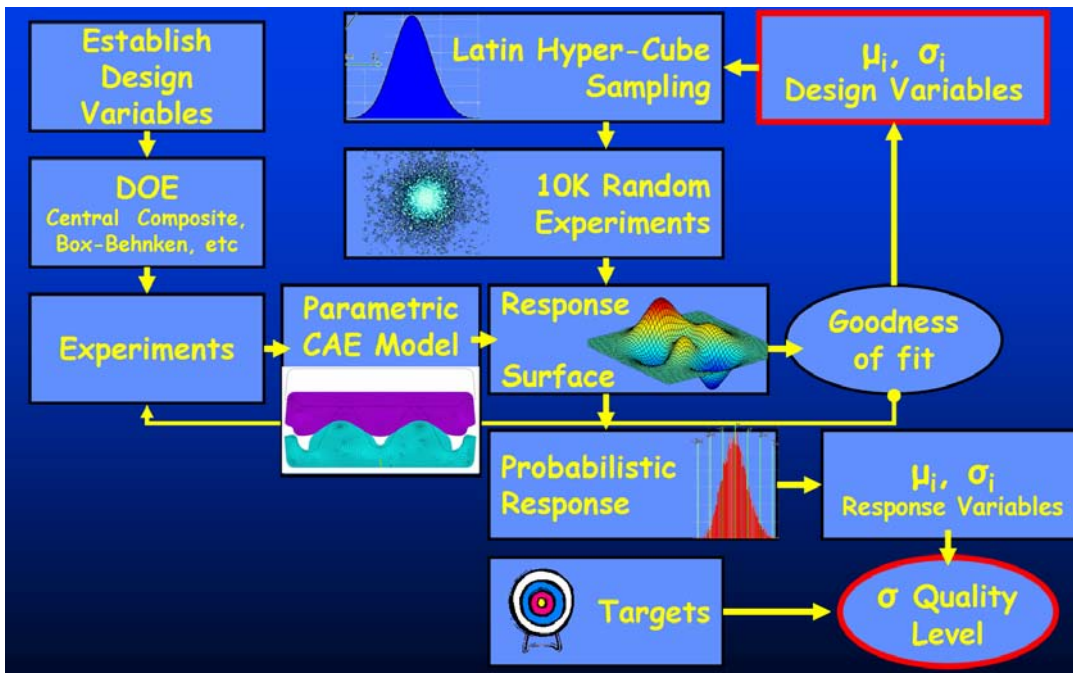 Establish
Design
Variables
DOE
Central Composite,
Box-Behnken, etc
Experiments
Parametric
CAE Model
Latin Hyper-Cube
Sampling
10K Random
Experiments
Response
Surface
μi, σi
Design Variables
Goodness
of fit
Probabilistic
Response
μi, σi
Response Variables
Targets
σ Quality
Level